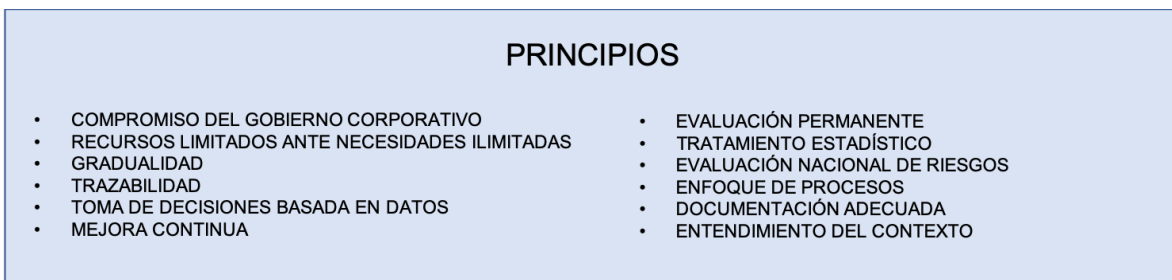 PRINCIPIOS
• COMPROMISO DEL GOBIERNO CORPORATIVO
• RECURSOS LIMITADOS ANTE NECESIDADES ILIMITADAS
• GRADUALIDAD
• TRAZABILIDAD
• TOMA DE DECISIONES BASADA EN DATOS
• MEJORA CONTINUA
• EVALUACIÓN PERMANENTE
• TRATAMIENTO ESTADÍSTICO
• EVALUACIÓN NACIONAL DE RIESGOS
• ENFOQUE DE PROCESOS
• DOCUMENTACIÓN ADECUADA
• ENTENDIMIENTO DEL CONTEXTO